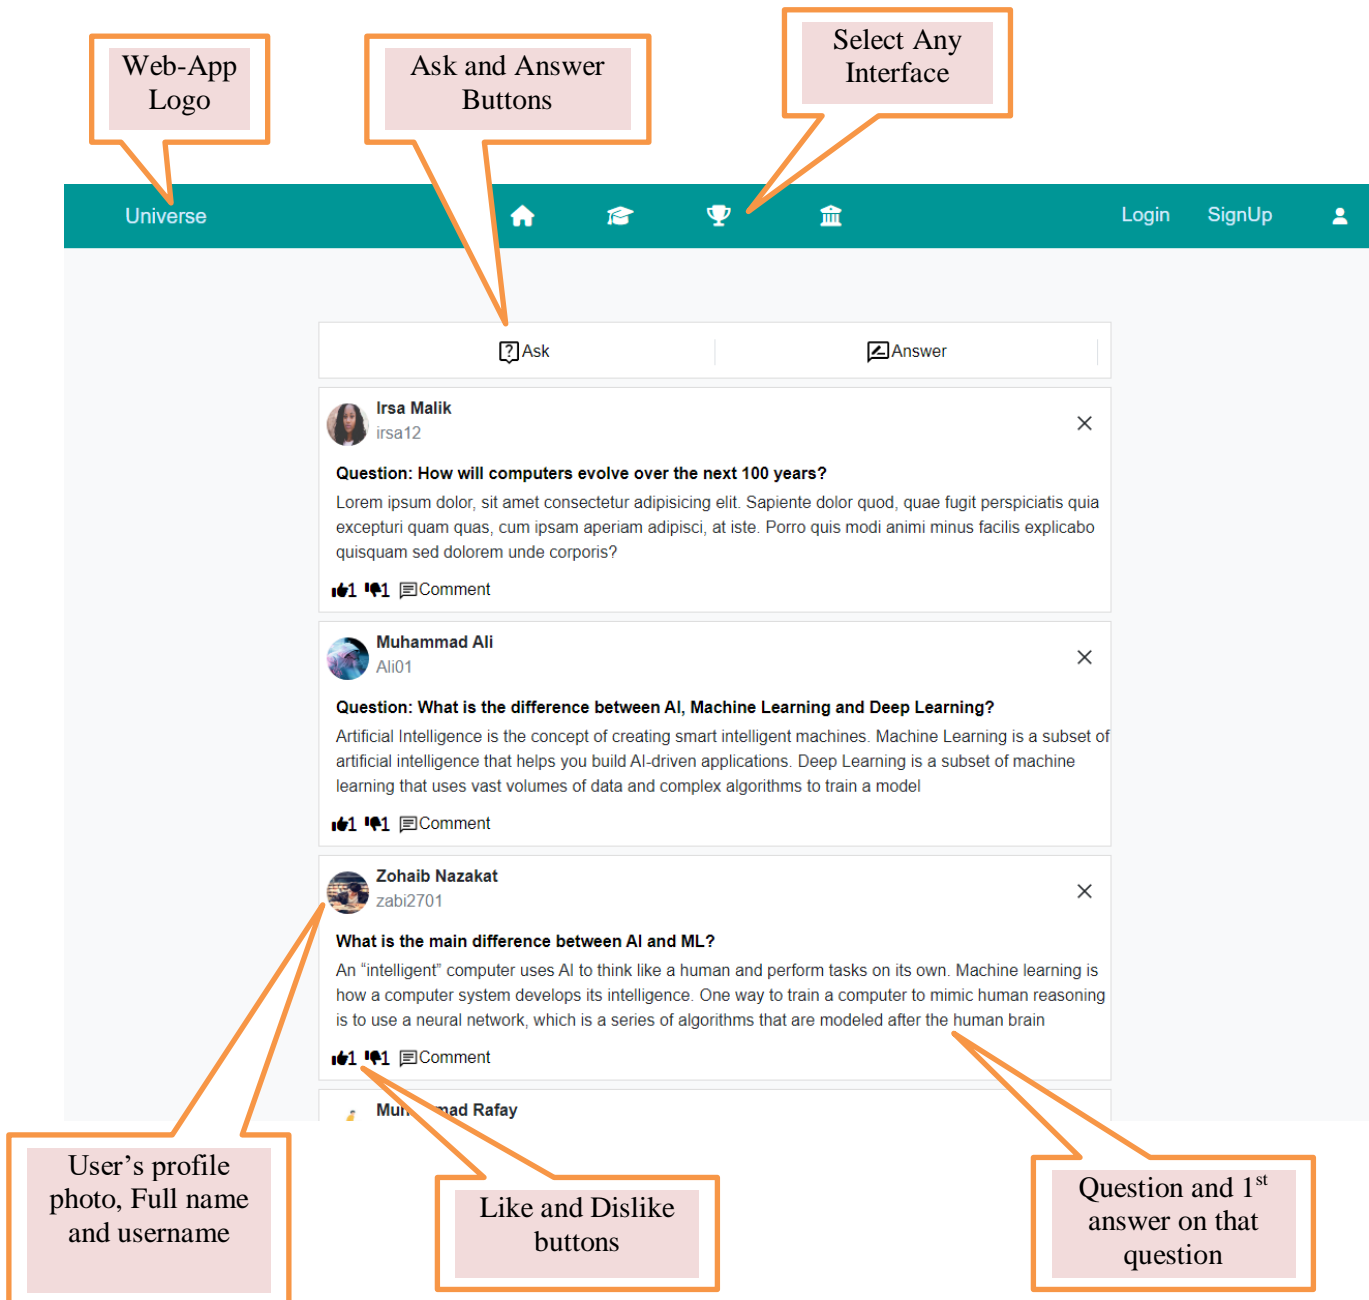 Web-App
Logo
Ask and Answer
Buttons
Select Any
Interface
Universe
Login SignUp
Ask
Answer
Irsa Malik
irsa12
Question: How will computers evolve over the next 100 years?
Lorem ipsum dolor, sit amet consectetur adipisicing elit. Sapiente dolor quod, quae fugit perspiciatis quia
excepturi quam quas, cum ipsam aperiam adipisci, at iste. Porro quis modi animi minus facilis explicabo
quisquam sed dolorem unde corporis?
1 1 Comment
Muhammad Ali
Ali01
Question: What is the difference between AI, Machine Learning and Deep Learning?
Artificial Intelligence is the concept of creating smart intelligent machines. Machine Learning is a subset of
artificial intelligence that helps you build AI-driven applications. Deep Learning is a subset of machine
learning that uses vast volumes of data and complex algorithms to train a model
1 1 Comment
Zohaib Nazakat
zabi2701
What is the main difference between AI and ML?
An “intelligent” computer uses AI to think like a human and perform tasks on its own. Machine learning is
how a computer system develops its intelligence. One way to train a computer to mimic human reasoning
is to use a neural network, which is a series of algorithms that are modeled after the human brain
1 1 Comment
Muhammad Rafay
User’s profile
photo, Full name
and username
Like and Dislike
buttons
Question and 1st
answer on that
question